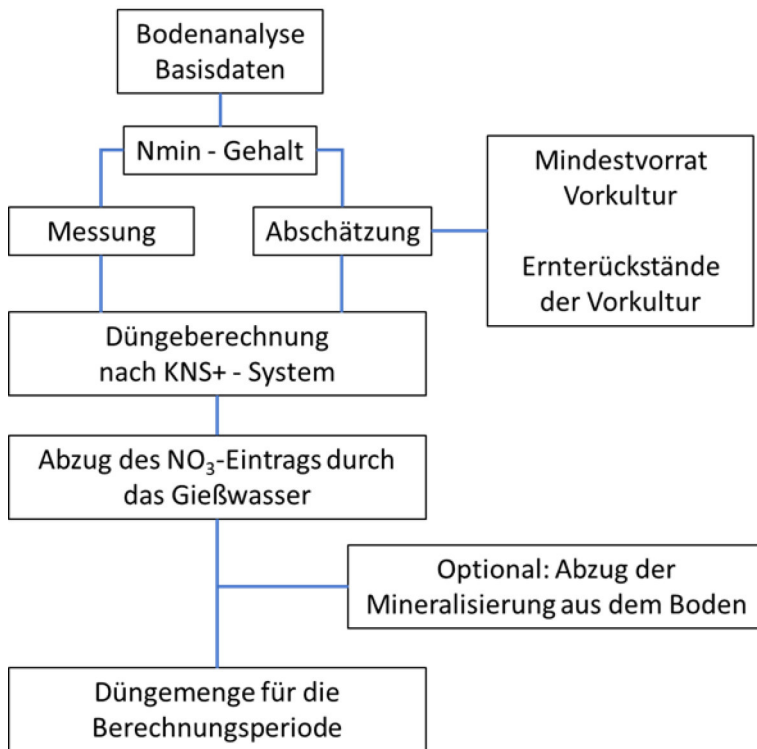 Bodenanalyse
Basisdaten
Nmin - Gehalt
Messung
Abschätzung
Mindestvorrat
Vorkultur
Ernterückstände
der Vorkultur
Düngeberechnung
nach KNS+ - System
Abzug des NO₃-Eintrags durch
das Gießwasser
Optional: Abzug der
Mineralisierung aus dem Boden
Düngemenge für die
Berechnungsperiode